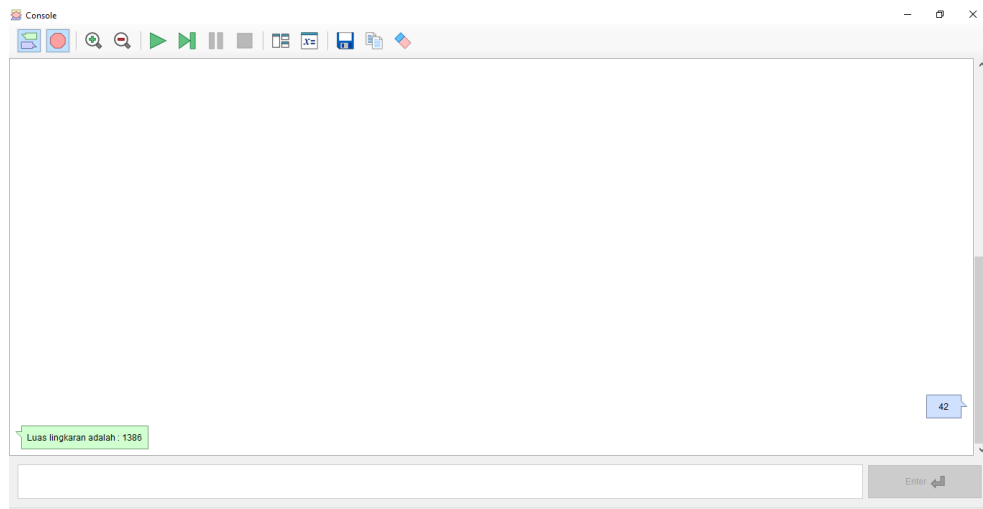 Console
x=
42
Luas lingkaran adalah : 1386
Enter